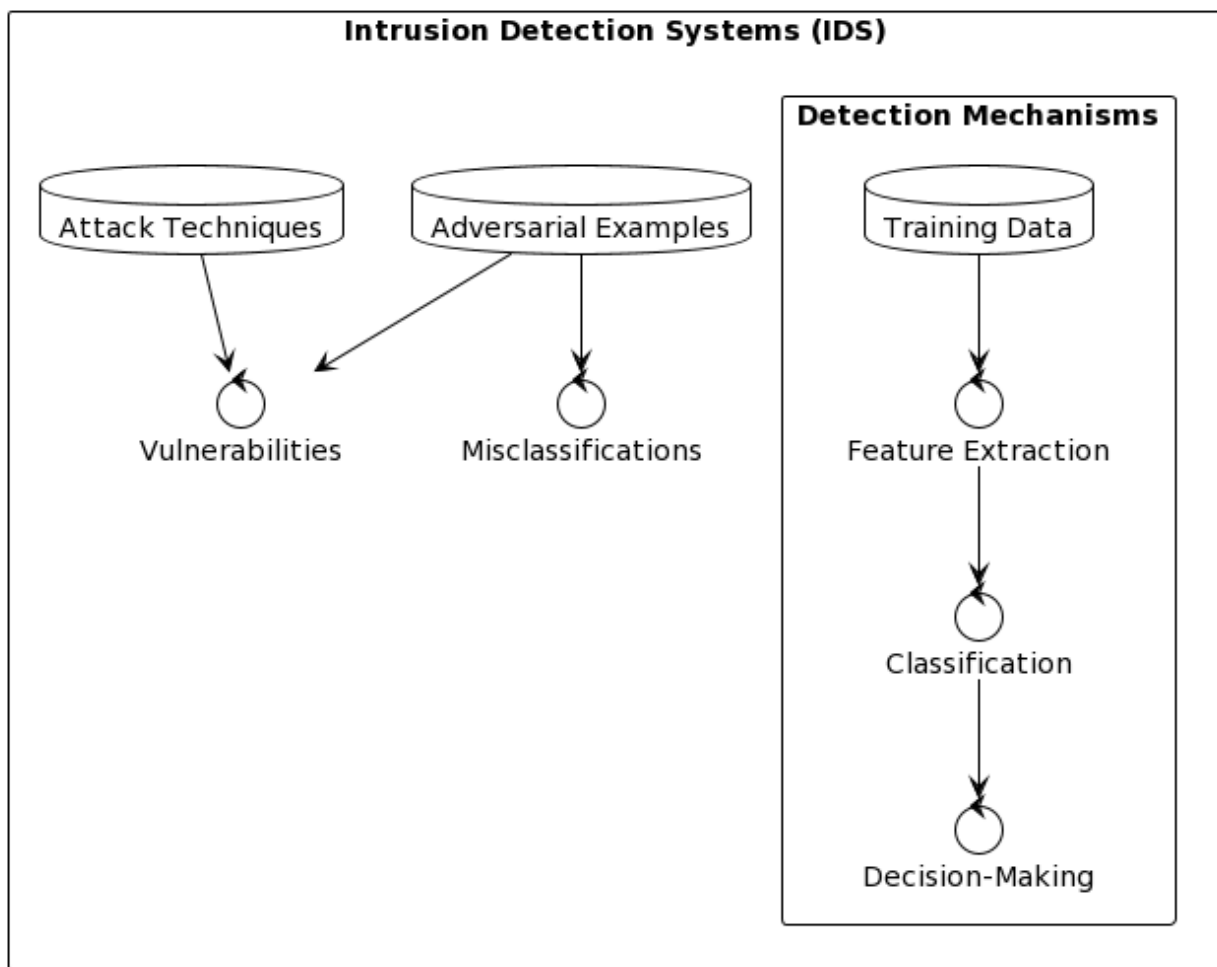 Intrusion Detection Systems (IDS)
Detection Mechanisms
Attack Techniques
Adversarial Examples
Training Data
Vulnerabilities
Misclassifications
Feature Extraction
Classification
Decision-Making